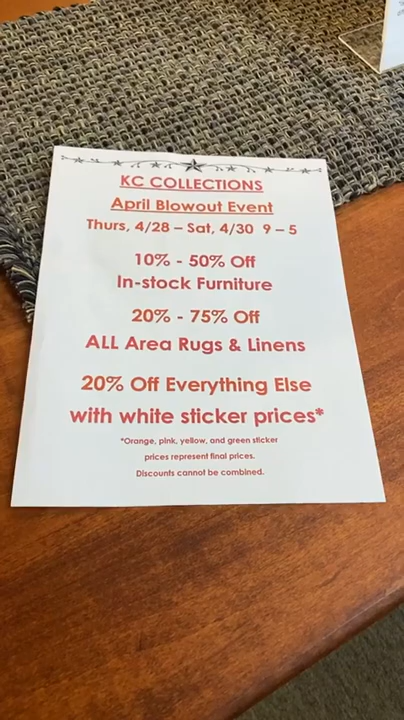 KC COLLECTIONS
April Blowout Event
Thurs, 4/28 – Sat, 4/30 9 – 5
10% - 50% Off
In-stock Furniture
20% - 75% Off
ALL Area Rugs & Linens
20% Off Everything Else
with white sticker prices*
*Orange, pink, yellow, and green sticker
prices represent final prices.
Discounts cannot be combined.